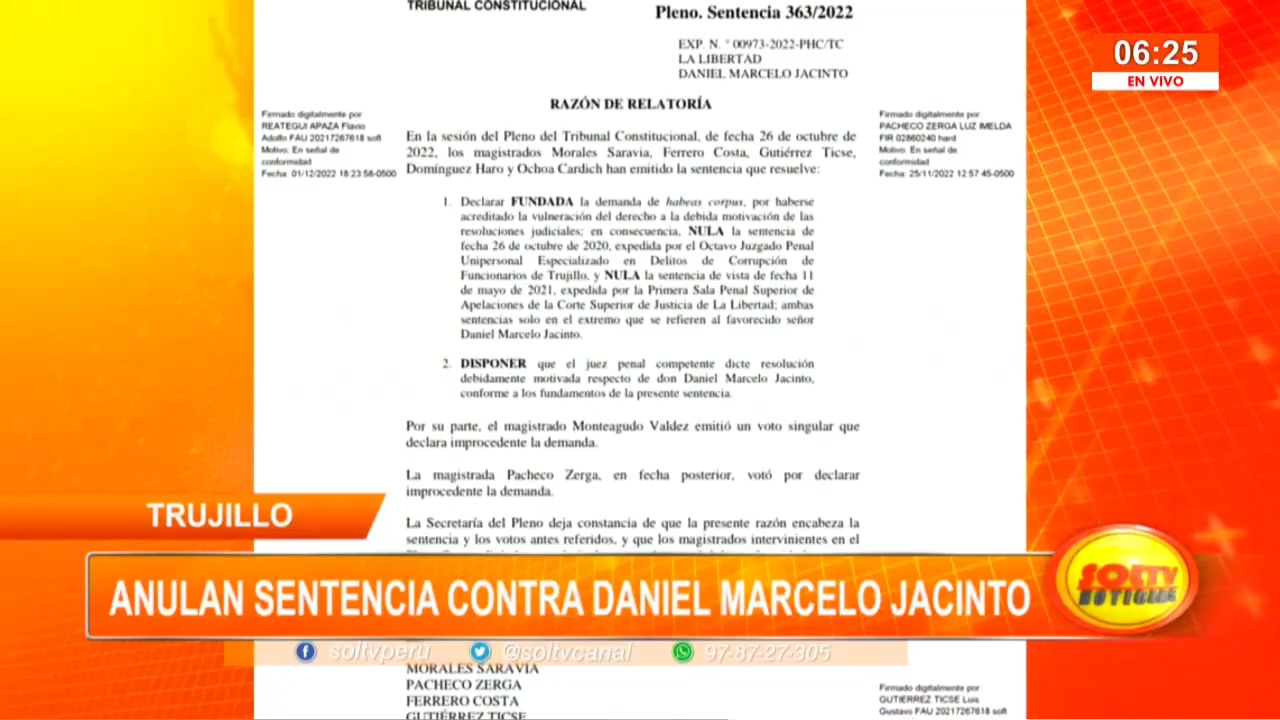 TRIBUNAL CONSTITUCIONAL
Pleno. Sentencia 363/2022
EXP. N. ° 00973-2022-PHC/TC
LA LIBERTAD
DANIEL MARCELO JACINTO
06:25
EN VIVO
RAZÓN DE RELATORÍA
Firmado digitalmente por
REATEGUI APAZA Flavio
Adolfo FAU 20217267618 soft
Motivo: En señal de
conformidad
Fecha: 01/12/2022 18:23:58-0500
Firmado digitalmente por
PACHECO ZERGA LUZ IMELDA
FIR 02860240 hard
Motivo: En señal de
conformidad
Fecha: 25/11/2022 12:57:45-0500
En la sesión del Pleno del Tribunal Constitucional, de fecha 26 de octubre de
2022, los magistrados Morales Saravia, Ferrero Costa, Gutiérrez Ticse,
Domínguez Haro y Ochoa Cardich han emitido la sentencia que resuelve:
1. Declarar FUNDADA la demanda de habeas corpus, por haberse
acreditado la vulneración del derecho a la debida motivación de las
resoluciones judiciales; en consecuencia, NULA la sentencia de
fecha 26 de octubre de 2020, expedida por el Octavo Juzgado Penal
Unipersonal Especializado en Delitos de Corrupción de
Funcionarios de Trujillo, y NULA la sentencia de vista de fecha 11
de mayo de 2021, expedida por la Primera Sala Penal Superior de
Apelaciones de la Corte Superior de Justicia de La Libertad; ambas
sentencias solo en el extremo que se refieren al favorecido señor
Daniel Marcelo Jacinto.
2. DISPONER que el juez penal competente dicte resolución
debidamente motivada respecto de don Daniel Marcelo Jacinto,
conforme a los fundamentos de la presente sentencia.
Por su parte, el magistrado Monteagudo Valdez emitió un voto singular que
declara improcedente la demanda.
La magistrada Pacheco Zerga, en fecha posterior, votó por declarar
improcedente la demanda.
La Secretaría del Pleno deja constancia de que la presente razón encabeza la
sentencia y los votos antes referidos, y que los magistrados intervinientes en el
TRUJILLO
ANULAN SENTENCIA CONTRA DANIEL MARCELO JACINTO
SOLTV
NOTICIAS
soltvperu
@soltvcanal
97-87-27-305
MORALES SARAVIA
PACHECO ZERGA
FERRERO COSTA
GUTIÉRREZ TICSE
Firmado digitalmente por
GUTIERREZ TICSE Luis
Gustavo FAU 20217267618 soft